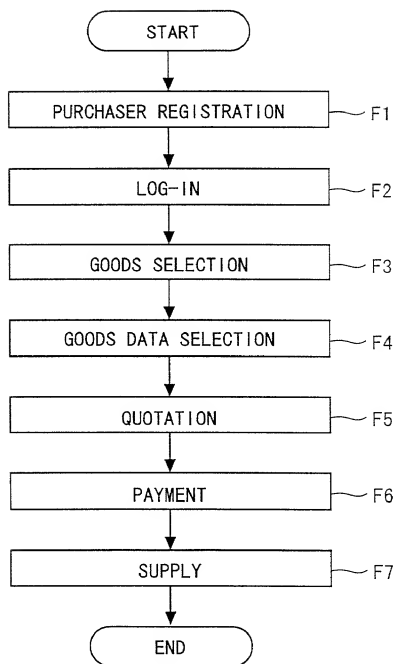 START
PURCHASER REGISTRATION F1
LOG-IN F2
GOODS SELECTION F3
GOODS DATA SELECTION F4
QUOTATION F5
PAYMENT F6
SUPPLY F7
END